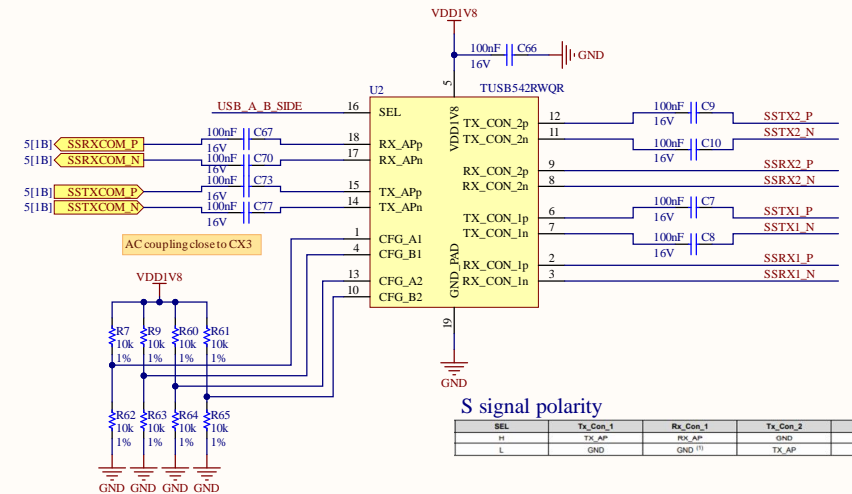 VDD1V8
100nF C66
16V
GND
U2
TUSB542RWQR
5
VDD1V8
USB_A_B_SIDE
16
SEL
5[1B] SSRXCOM_P
100nF C67
16V
18
RX_APp
5[1B] SSRXCOM_N
100nF C70
16V
17
RX_APn
5[1B] SSTXCOM_P
100nF C73
16V
15
TX_APp
5[1B] SSTXCOM_N
100nF C77
16V
14
TX_APn
AC coupling close to CX3
1
CFG_A1
4
CFG_B1
13
CFG_A2
10
CFG_B2
TX_CON_2p
12
100nF C9
16V
SSTX2_P
TX_CON_2n
11
100nF C10
16V
SSTX2_N
RX_CON_2p
9
SSRX2_P
RX_CON_2n
8
SSRX2_N
TX_CON_1p
6
100nF C7
16V
SSTX1_P
TX_CON_1n
7
100nF C8
16V
SSTX1_N
RX_CON_1p
2
SSRX1_P
RX_CON_1n
3
SSRX1_N
GND_PAD
19
GND
VDD1V8
R7 R9 R60 R61
10k 10k 10k 10k
1% 1% 1% 1%
R62 R63 R64 R65
10k 10k 10k 10k
1% 1% 1% 1%
GND GND GND GND
S signal polarity
SEL Tx_Con_1 Rx_Con_1 Tx_Con_2
H TX_AP RX_AP GND
L GND GND (1) TX_AP